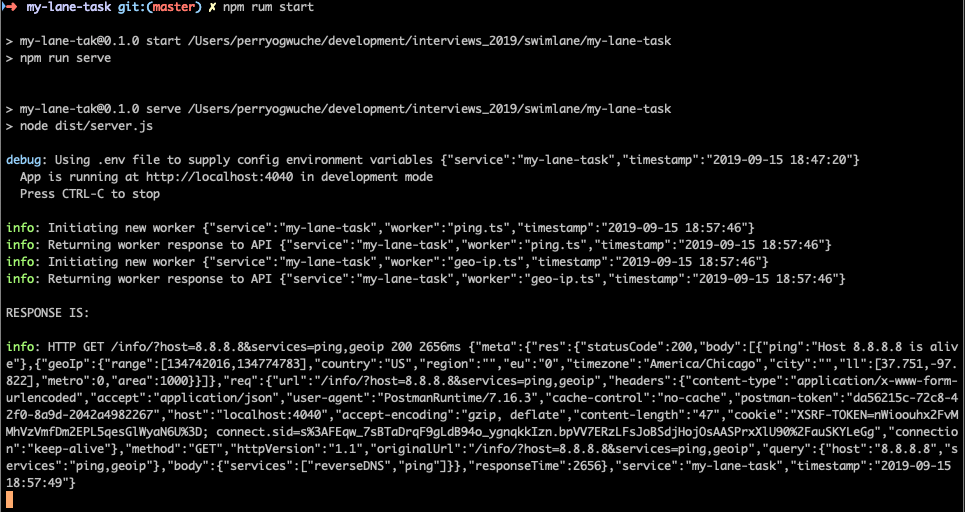 ➜ my-lane-task git:(master) ✗ npm rum start
> my-lane-tak@0.1.0 start /Users/perryogwuche/development/interviews_2019/swimlane/my-lane-task
> npm run serve
> my-lane-tak@0.1.0 serve /Users/perryogwuche/development/interviews_2019/swimlane/my-lane-task
> node dist/server.js
debug: Using .env file to supply config environment variables {"service":"my-lane-task","timestamp":"2019-09-15 18:47:20"}
App is running at http://localhost:4040 in development mode
Press CTRL-C to stop
info: Initiating new worker {"service":"my-lane-task","worker":"ping.ts","timestamp":"2019-09-15 18:57:46"}
info: Returning worker response to API {"service":"my-lane-task","worker":"ping.ts","timestamp":"2019-09-15 18:57:46"}
info: Initiating new worker {"service":"my-lane-task","worker":"geo-ip.ts","timestamp":"2019-09-15 18:57:46"}
info: Returning worker response to API {"service":"my-lane-task","worker":"geo-ip.ts","timestamp":"2019-09-15 18:57:46"}
RESPONSE IS:
info: HTTP GET /info/?host=8.8.8.8&services=ping,geoip 200 2656ms {"meta":{"res":{"statusCode":200,"body":[{"ping":"Host 8.8.8.8 is aliv
e"},{"geoIp":{"range":[134742016,134774783],"country":"US","region":"","eu":"0","timezone":"America/Chicago","city":"","ll":[37.751,-97.
822],"metro":0,"area":1000}}]},"req":{"url":"/info/?host=8.8.8.8&services=ping,geoip","headers":{"content-type":"application/x-www-form-
urlencoded","accept":"application/json","user-agent":"PostmanRuntime/7.16.3","cache-control":"no-cache","postman-token":"da56215c-72c8-4
2f0-8a9d-2042a4982267","host":"localhost:4040","accept-encoding":"gzip, deflate","content-length":"47","cookie":"XSRF-TOKEN=nWioouhx2FvM
MhVzVmfDm2EPL5qesGlWyaN6U%3D; connect.sid=s%3AFEqw_7sBTaDrqF9gLdB94o_ygnqkkIzn.bpVV7ERzLFsJoBSdjHojOsAASPrxXlU90%2FauSKYLeGg","connectio
n":"keep-alive"},"method":"GET","httpVersion":"1.1","originalUrl":"/info/?host=8.8.8.8&services=ping,geoip","query":{"host":"8.8.8.8","s
ervices":"ping,geoip"},"body":{"services":["reverseDNS","ping"]}},"responseTime":2656},"service":"my-lane-task","timestamp":"2019-09-15
18:57:49"}